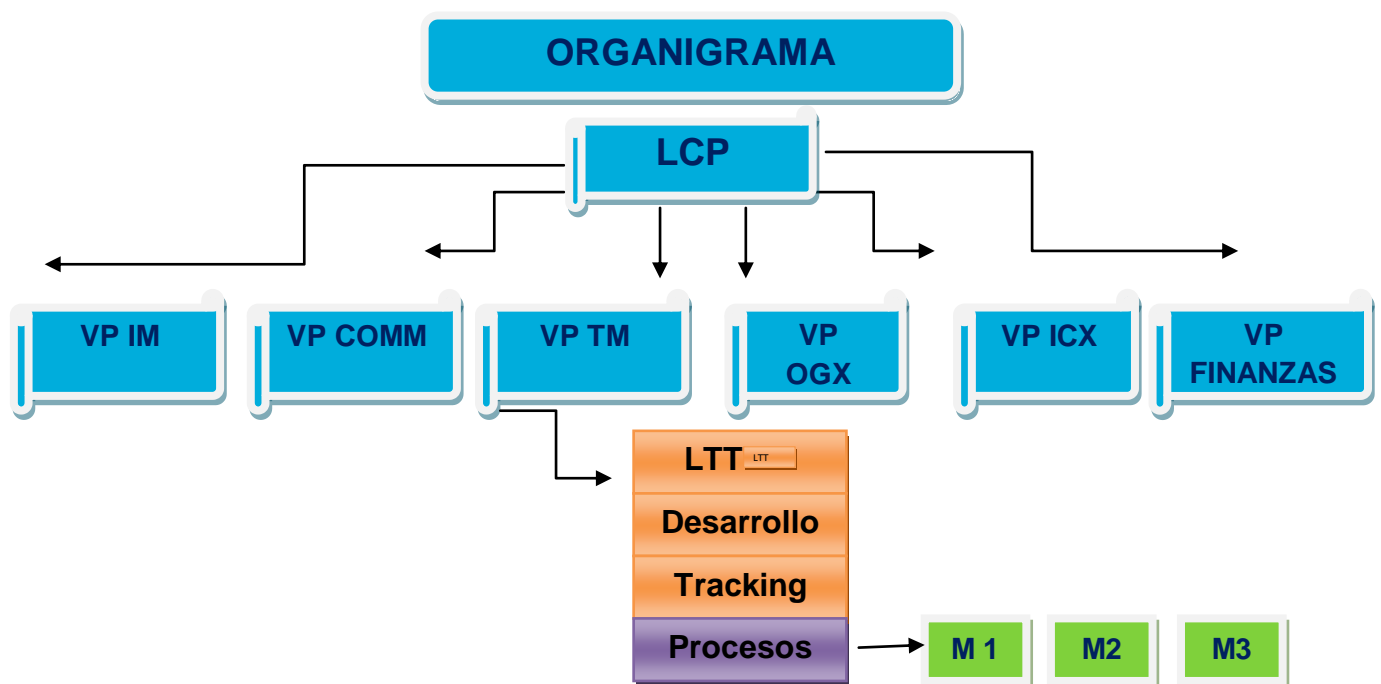 ORGANIGRAMA
LCP
VP IM
VP COMM
VP TM
VP
OGX
VP ICX
VP
FINANZAS
LTT
LTT
Desarrollo
Tracking
Procesos
M 1
M2
M3